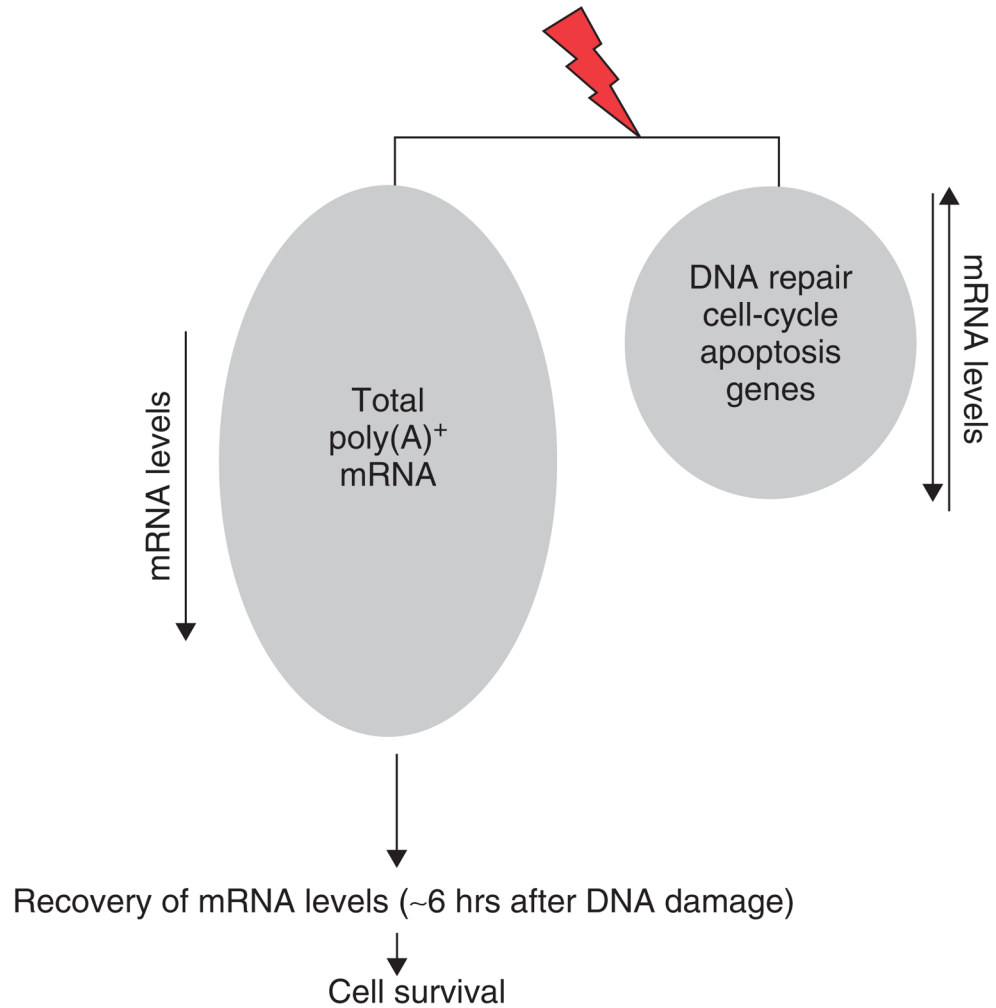 DNA repair
cell-cycle
apoptosis
genes
mRNA levels
Total
poly(A)+
mRNA
mRNA levels
Recovery of mRNA levels (~6 hrs after DNA damage)
Cell survival